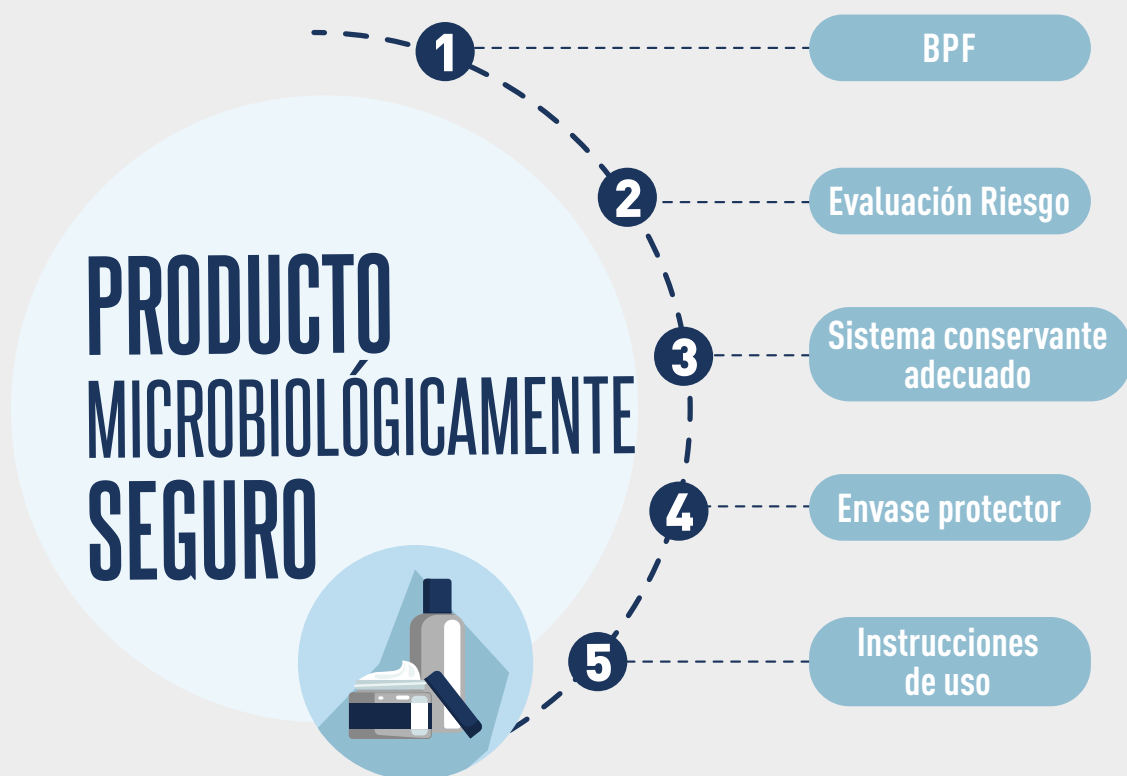 PRODUCTO
MICROBIOLÓGICAMENTE
SEGURO
1
BPF
2
Evaluación Riesgo
3
Sistema conservante
adecuado
4
Envase protector
5
Instrucciones
de uso